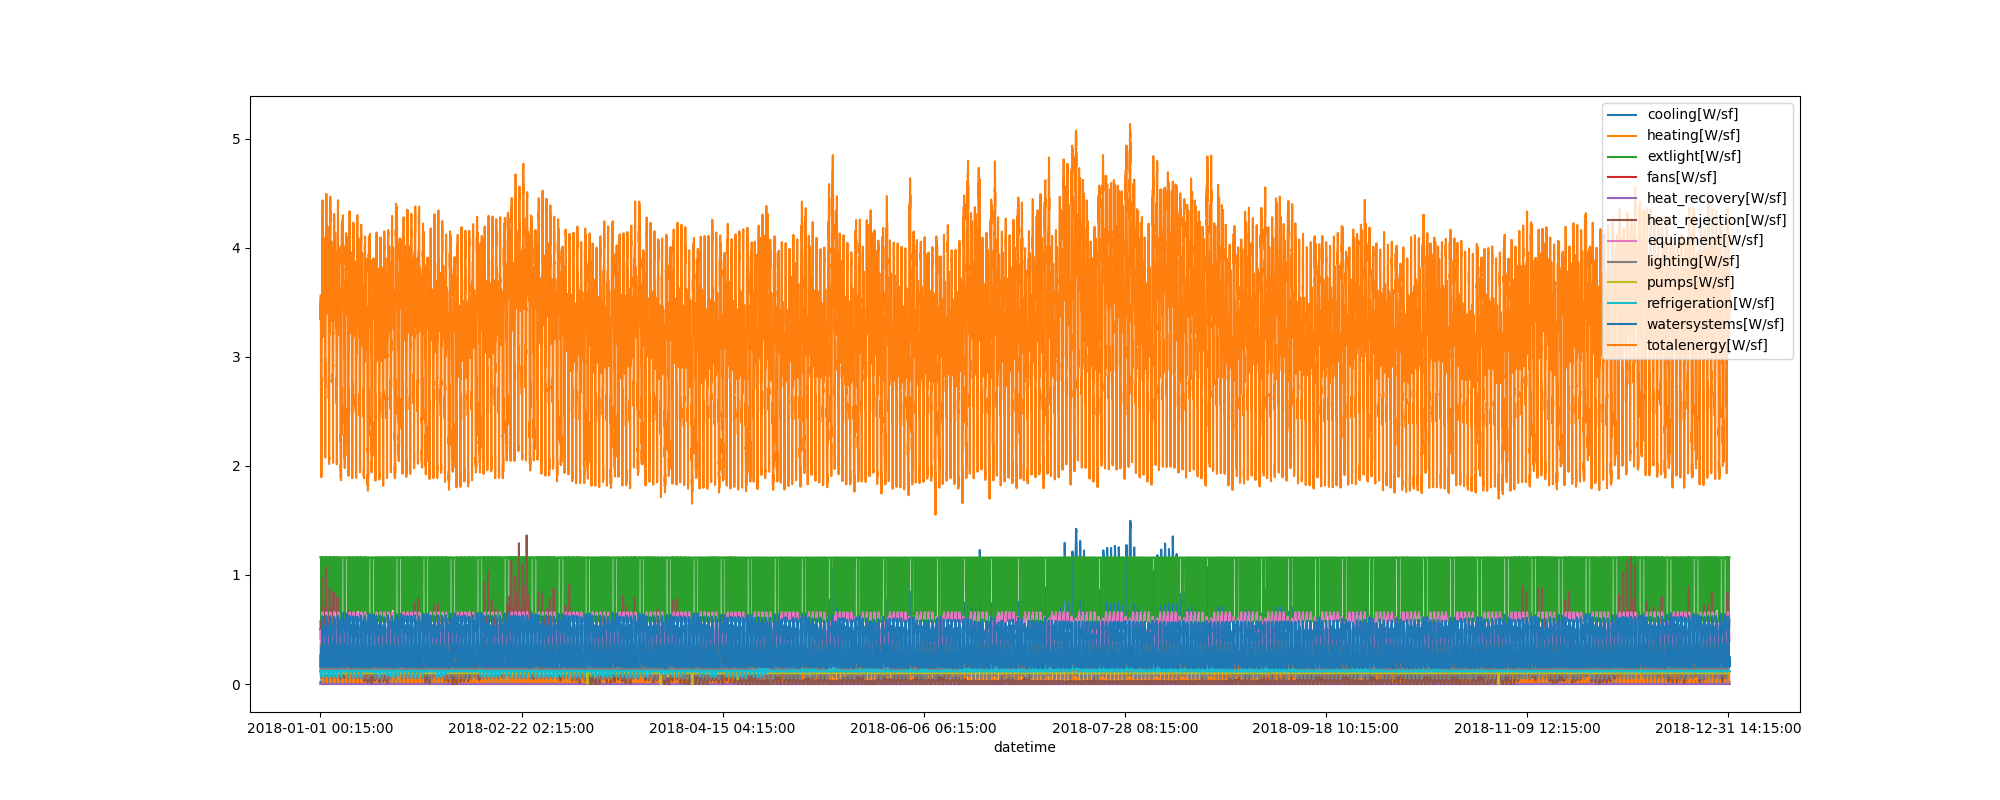 5
4
3
2
1
0
cooling[W/sf]
heating[W/sf]
extlight[W/sf]
fans[W/sf]
heat_recovery[W/sf]
heat_rejection[W/sf]
equipment[W/sf]
lighting[W/sf]
pumps[W/sf]
refrigeration[W/sf]
watersystems[W/sf]
totalenergy[W/sf]
2018-01-01 00:15:00 2018-02-22 02:15:00 2018-04-15 04:15:00 2018-06-06 06:15:00 2018-07-28 08:15:00 2018-09-18 10:15:00 2018-11-09 12:15:00 2018-12-31 14:15:00
datetime